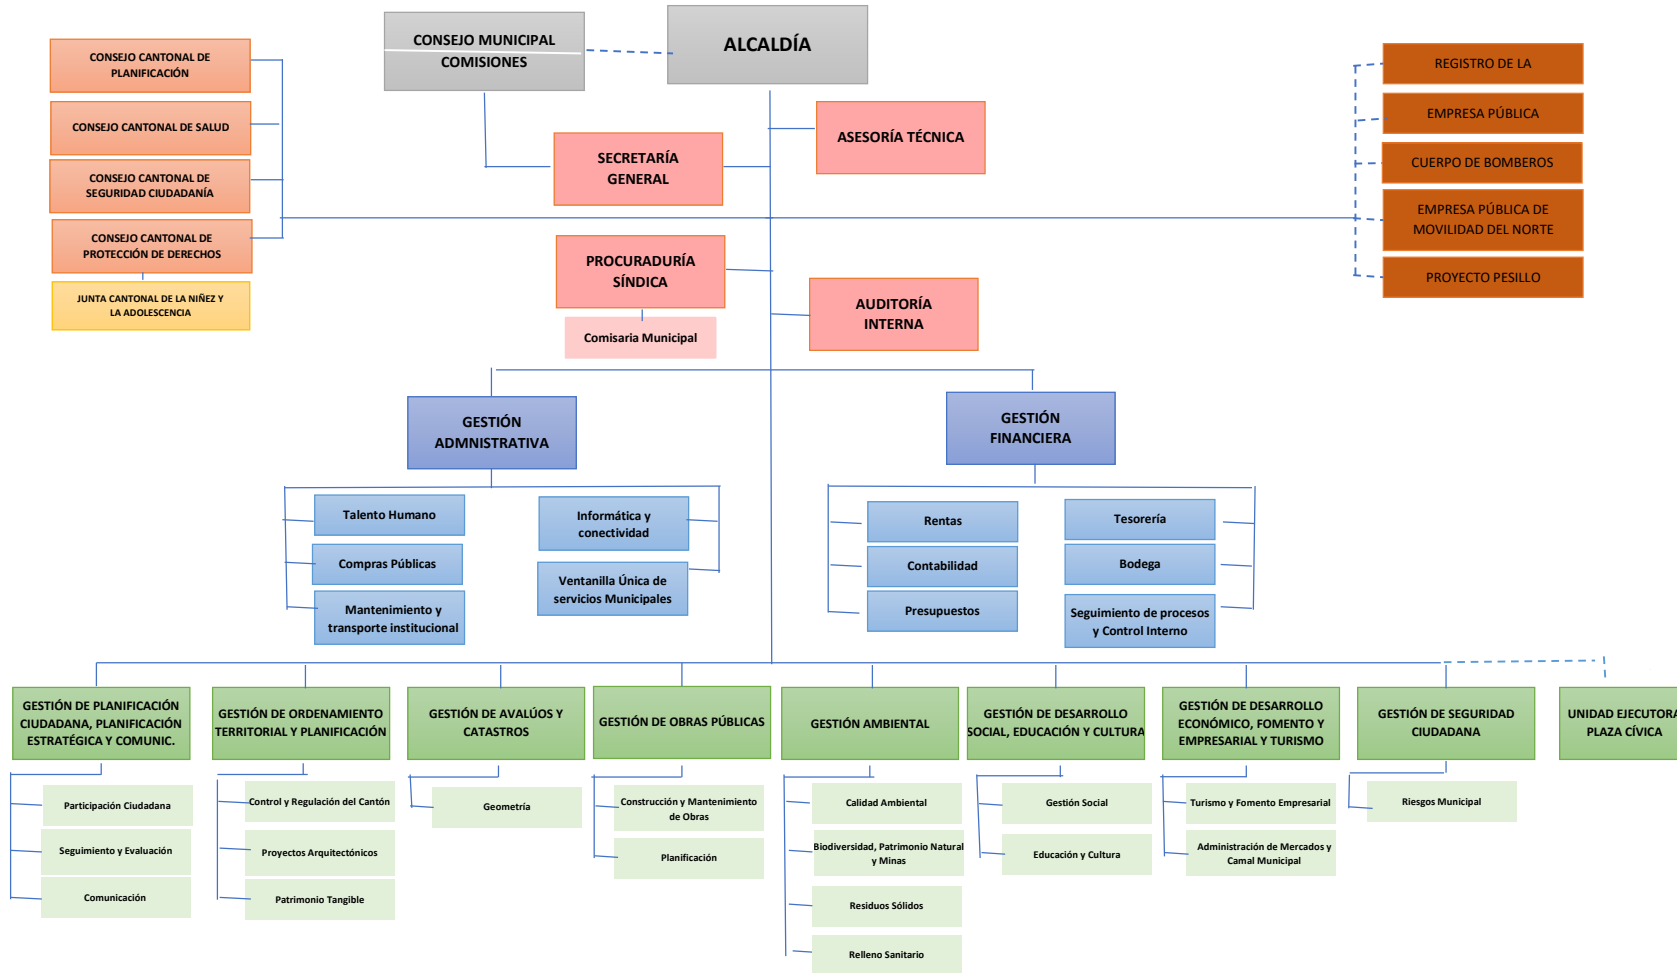 CONSEJO MUNICIPAL
COMISIONES
ALCALDÍA
CONSEJO CANTONAL DE
PLANIFICACIÓN
CONSEJO CANTONAL DE SALUD
CONSEJO CANTONAL DE
SEGURIDAD CIUDADANÍA
CONSEJO CANTONAL DE
PROTECCIÓN DE DERECHOS
JUNTA CANTONAL DE LA NIÑEZ Y
LA ADOLESCENCIA
SECRETARÍA
GENERAL
ASESORÍA TÉCNICA
PROCURADURÍA
SÍNDICA
Comisaria Municipal
AUDITORÍA
INTERNA
REGISTRO DE LA
EMPRESA PÚBLICA
CUERPO DE BOMBEROS
EMPRESA PÚBLICA DE
MOVILIDAD DEL NORTE
PROYECTO PESILLO
GESTIÓN
ADMNISTRATIVA
GESTIÓN
FINANCIERA
Talento Humano
Compras Públicas
Mantenimiento y
transporte institucional
Informática y
conectividad
Ventanilla Única de
servicios Municipales
Rentas
Contabilidad
Presupuestos
Tesorería
Bodega
Seguimiento de procesos
y Control Interno
GESTIÓN DE PLANIFICACIÓN
CIUDADANA, PLANIFICACIÓN
ESTRATÉGICA Y COMUNIC.
Participación Ciudadana
Seguimiento y Evaluación
Comunicación
GESTIÓN DE ORDENAMIENTO
TERRITORIAL Y PLANIFICACIÓN
Control y Regulación del Cantón
Proyectos Arquitectónicos
Patrimonio Tangible
GESTIÓN DE AVALÚOS Y
CATASTROS
Geometría
GESTIÓN DE OBRAS PÚBLICAS
Construcción y Mantenimiento
de Obras
Planificación
GESTIÓN AMBIENTAL
Calidad Ambiental
Biodiversidad, Patrimonio Natural
y Minas
Residuos Sólidos
Relleno Sanitario
GESTIÓN DE DESARROLLO
SOCIAL, EDUCACIÓN Y CULTURA
Gestión Social
Educación y Cultura
GESTIÓN DE DESARROLLO
ECONÓMICO, FOMENTO Y
EMPRESARIAL Y TURISMO
Turismo y Fomento Empresarial
Administración de Mercados y
Camal Municipal
GESTIÓN DE SEGURIDAD
CIUDADANA
Riesgos Municipal
UNIDAD EJECUTORA
PLAZA CÍVICA